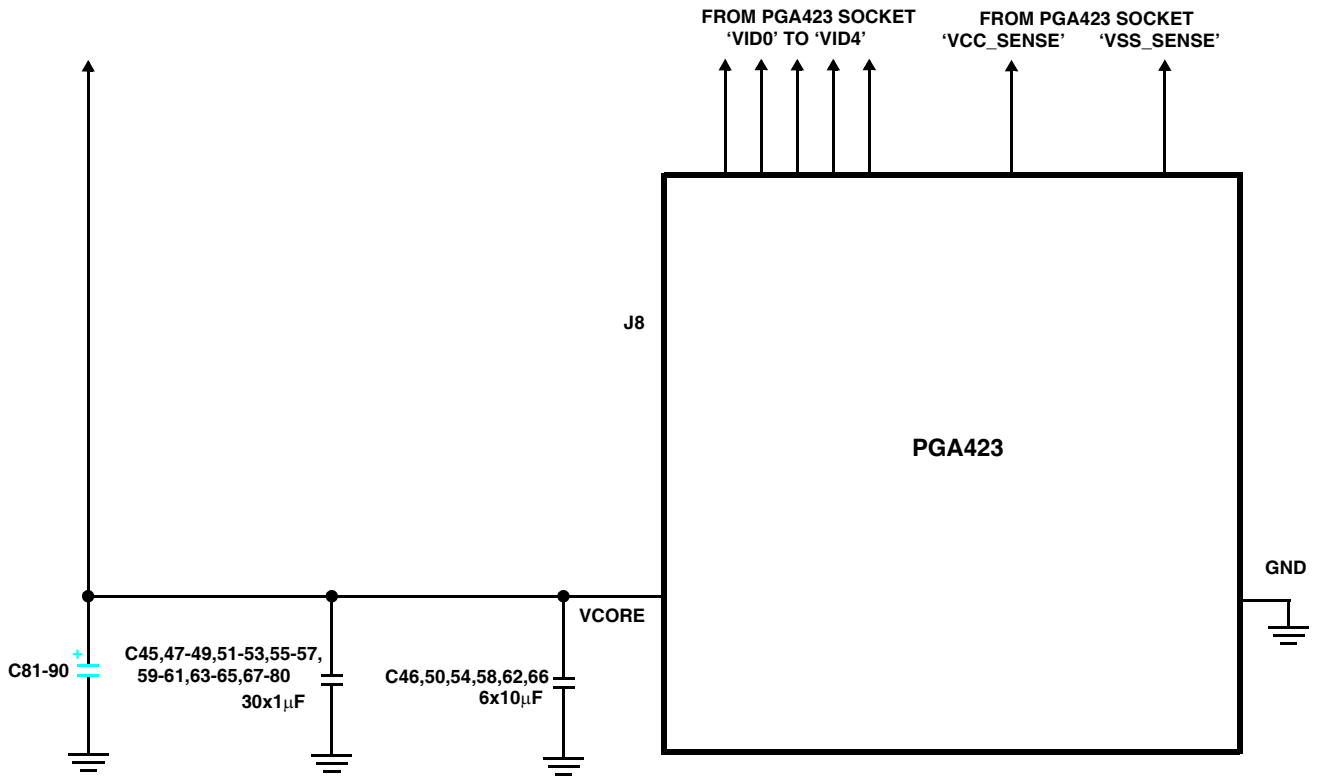 FROM PGA423 SOCKET
‘VID0’ TO ‘VID4’
FROM PGA423 SOCKET
‘VCC_SENSE’ ‘VSS_SENSE’
J8
PGA423
GND
VCORE
+
C81-90
C45,47-49,51-53,55-57,
59-61,63-65,67-80
30x1µF
C46,50,54,58,62,66
6x10µF